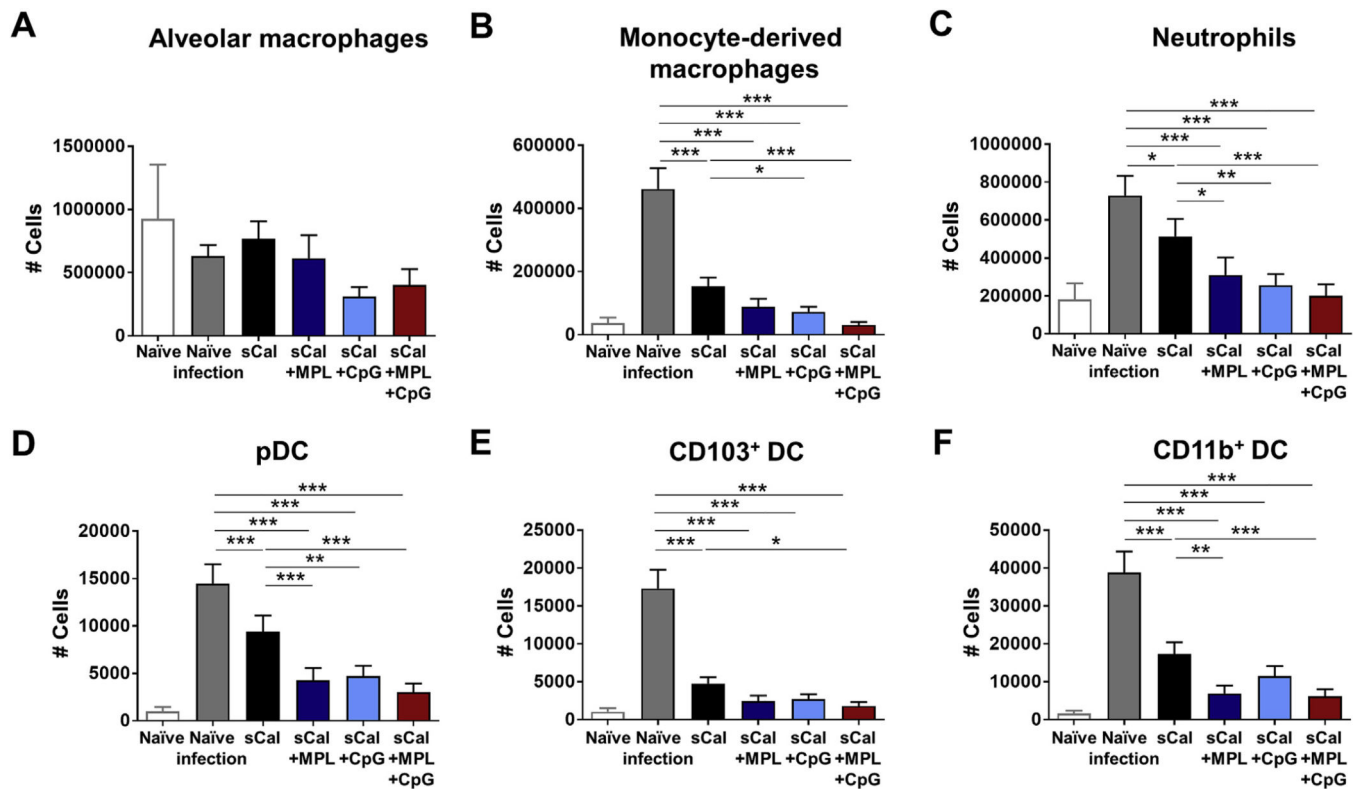 A
Alveolar macrophages
# Cells
1500000
1000000
500000
0
Naïve
Naïve infection
sCal
sCal +MPL
sCal +CpG
sCal +MPL +CpG
B
Monocyte-derived
macrophages
***
***
***
*** ***
*
# Cells
600000
400000
200000
0
Naïve
Naïve infection
sCal
sCal +MPL
sCal +CpG
sCal +MPL +CpG
C
Neutrophils
***
***
***
* ***
**
*
# Cells
1000000
800000
600000
400000
200000
0
Naïve
Naïve infection
sCal
sCal +MPL
sCal +CpG
sCal +MPL +CpG
D
pDC
***
***
***
*** ***
**
***
# Cells
20000
15000
10000
5000
0
Naïve
Naïve infection
sCal
sCal +MPL
sCal +CpG
sCal +MPL +CpG
E
CD103⁺ DC
***
***
***
*** *
# Cells
25000
20000
15000
10000
5000
0
Naïve
Naïve infection
sCal
sCal +MPL
sCal +CpG
sCal +MPL +CpG
F
CD11b⁺ DC
***
***
***
*** ***
**
# Cells
50000
40000
30000
20000
10000
0
Naïve
Naïve infection
sCal
sCal +MPL
sCal +CpG
sCal +MPL +CpG